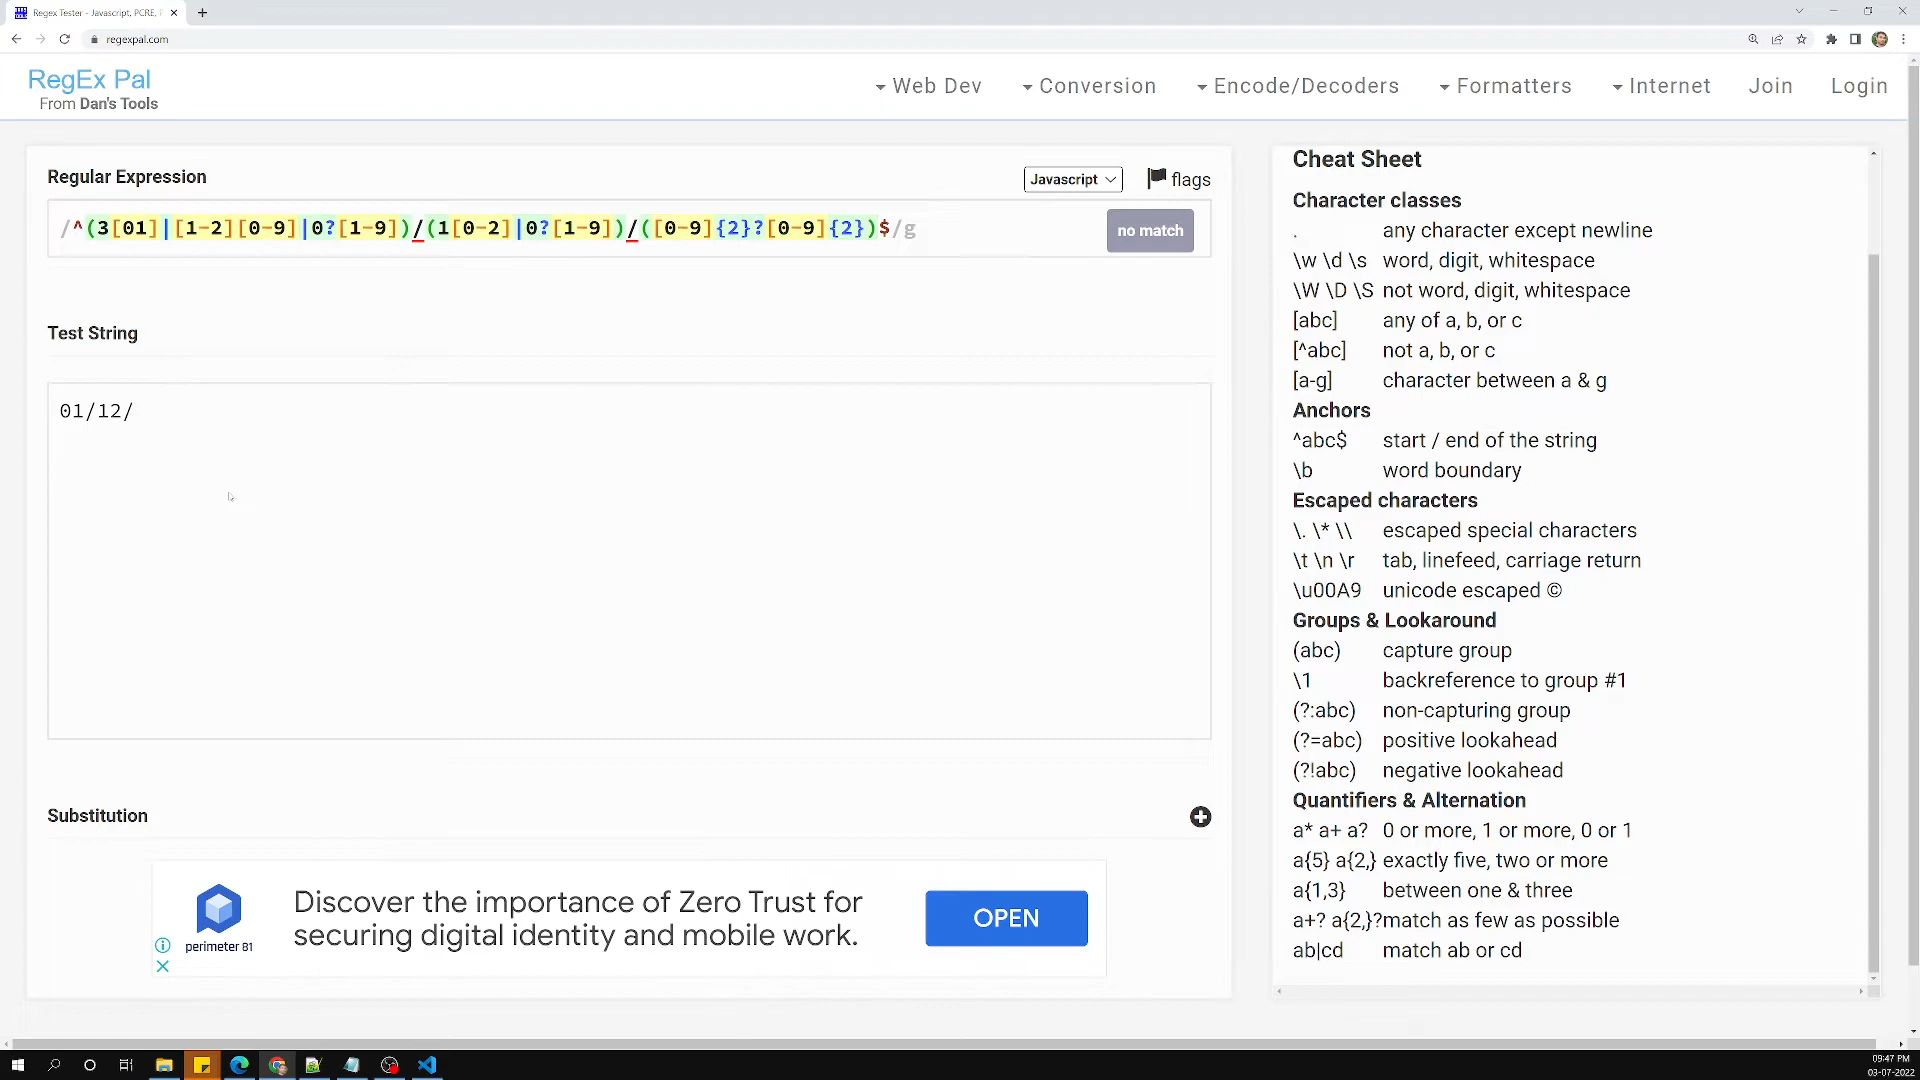 Regex Tester - Javascript, PCRE,
regexpal.com
RegEx Pal
From Dan's Tools
Web Dev
Conversion
Encode/Decoders
Formatters
Internet
Join
Login
Regular Expression
Javascript
flags
/^(3[01]|[1-2][0-9]|0?[1-9])/(1[0-2]|0?[1-9])/([0-9]{2}?[0-9]{2})$/g
no match
Test String
01/12/
Substitution
perimeter 81
Discover the importance of Zero Trust for
securing digital identity and mobile work.
OPEN
Cheat Sheet
Character classes
. any character except newline
\w \d \s word, digit, whitespace
\W \D \S not word, digit, whitespace
[abc] any of a, b, or c
[^abc] not a, b, or c
[a-g] character between a & g
Anchors
^abc$ start / end of the string
\b word boundary
Escaped characters
\. \* \\ escaped special characters
\t \n \r tab, linefeed, carriage return
\u00A9 unicode escaped ©
Groups & Lookaround
(abc) capture group
\1 backreference to group #1
(?:abc) non-capturing group
(?=abc) positive lookahead
(?!abc) negative lookahead
Quantifiers & Alternation
a* a+ a? 0 or more, 1 or more, 0 or 1
a{5} a{2,} exactly five, two or more
a{1,3} between one & three
a+? a{2,}? match as few as possible
ab|cd match ab or cd
09:47 PM
03-07-2022